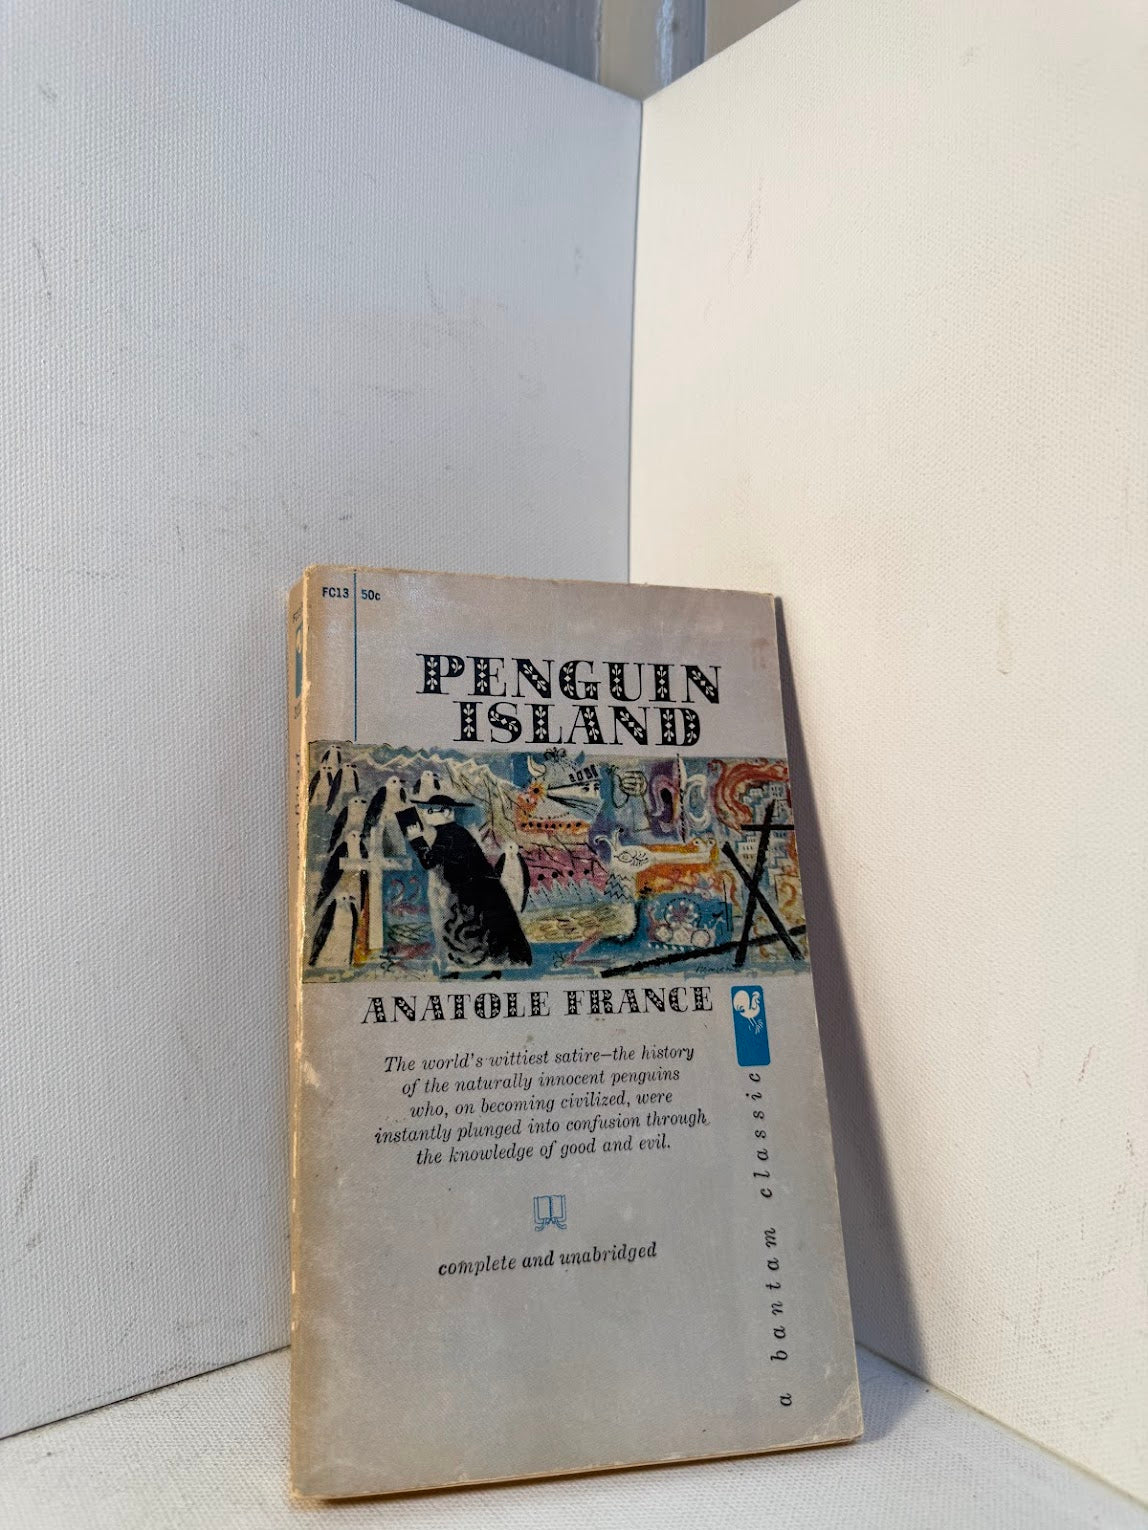 FC13 50c
PENGUIN
ISLAND
ANATOLE FRANCE
The world's wittiest satire—the history
of the naturally innocent penguins
who, on becoming civilized, were
instantly plunged into confusion through
the knowledge of good and evil.
complete and unabridged
a bantam classic